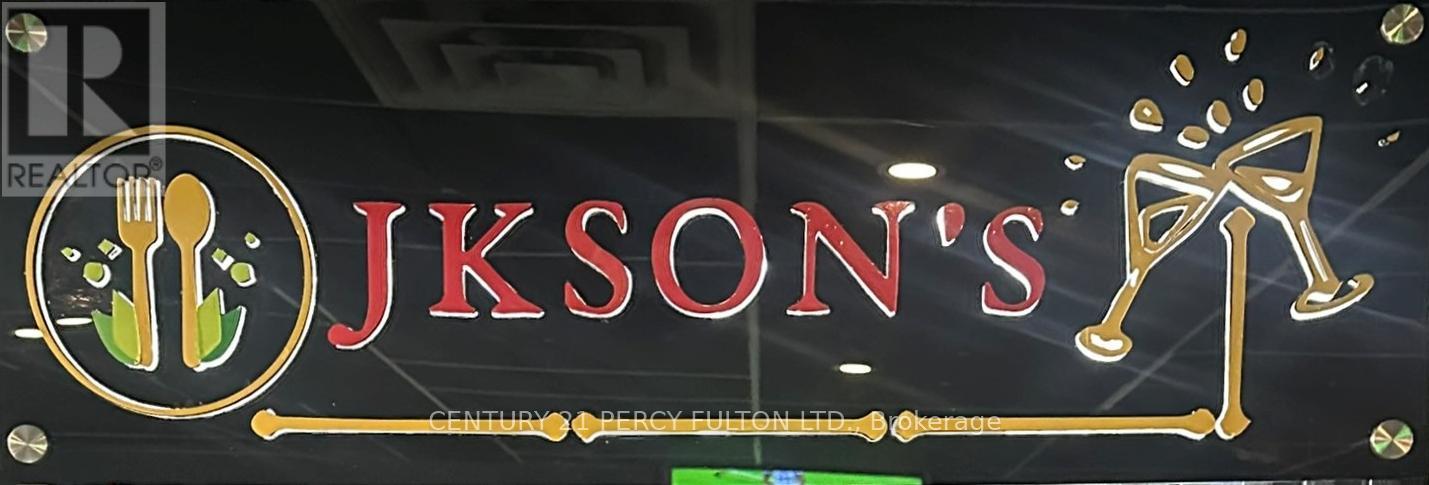 R
REALTOR®
JKSON'S
CENTURY 21 PERCY FULTON LTD., Brokerage